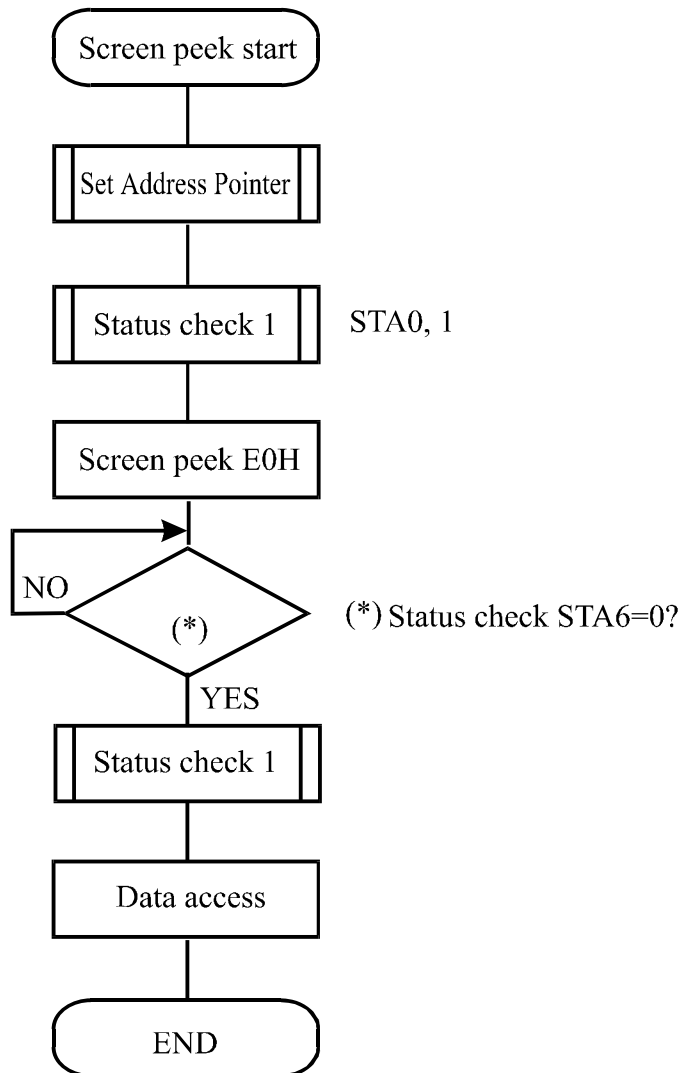 Screen peek start
Set Address Pointer
Status check 1
STA0, 1
Screen peek E0H
NO
(*)
(*) Status check STA6=0?
YES
Status check 1
Data access
END